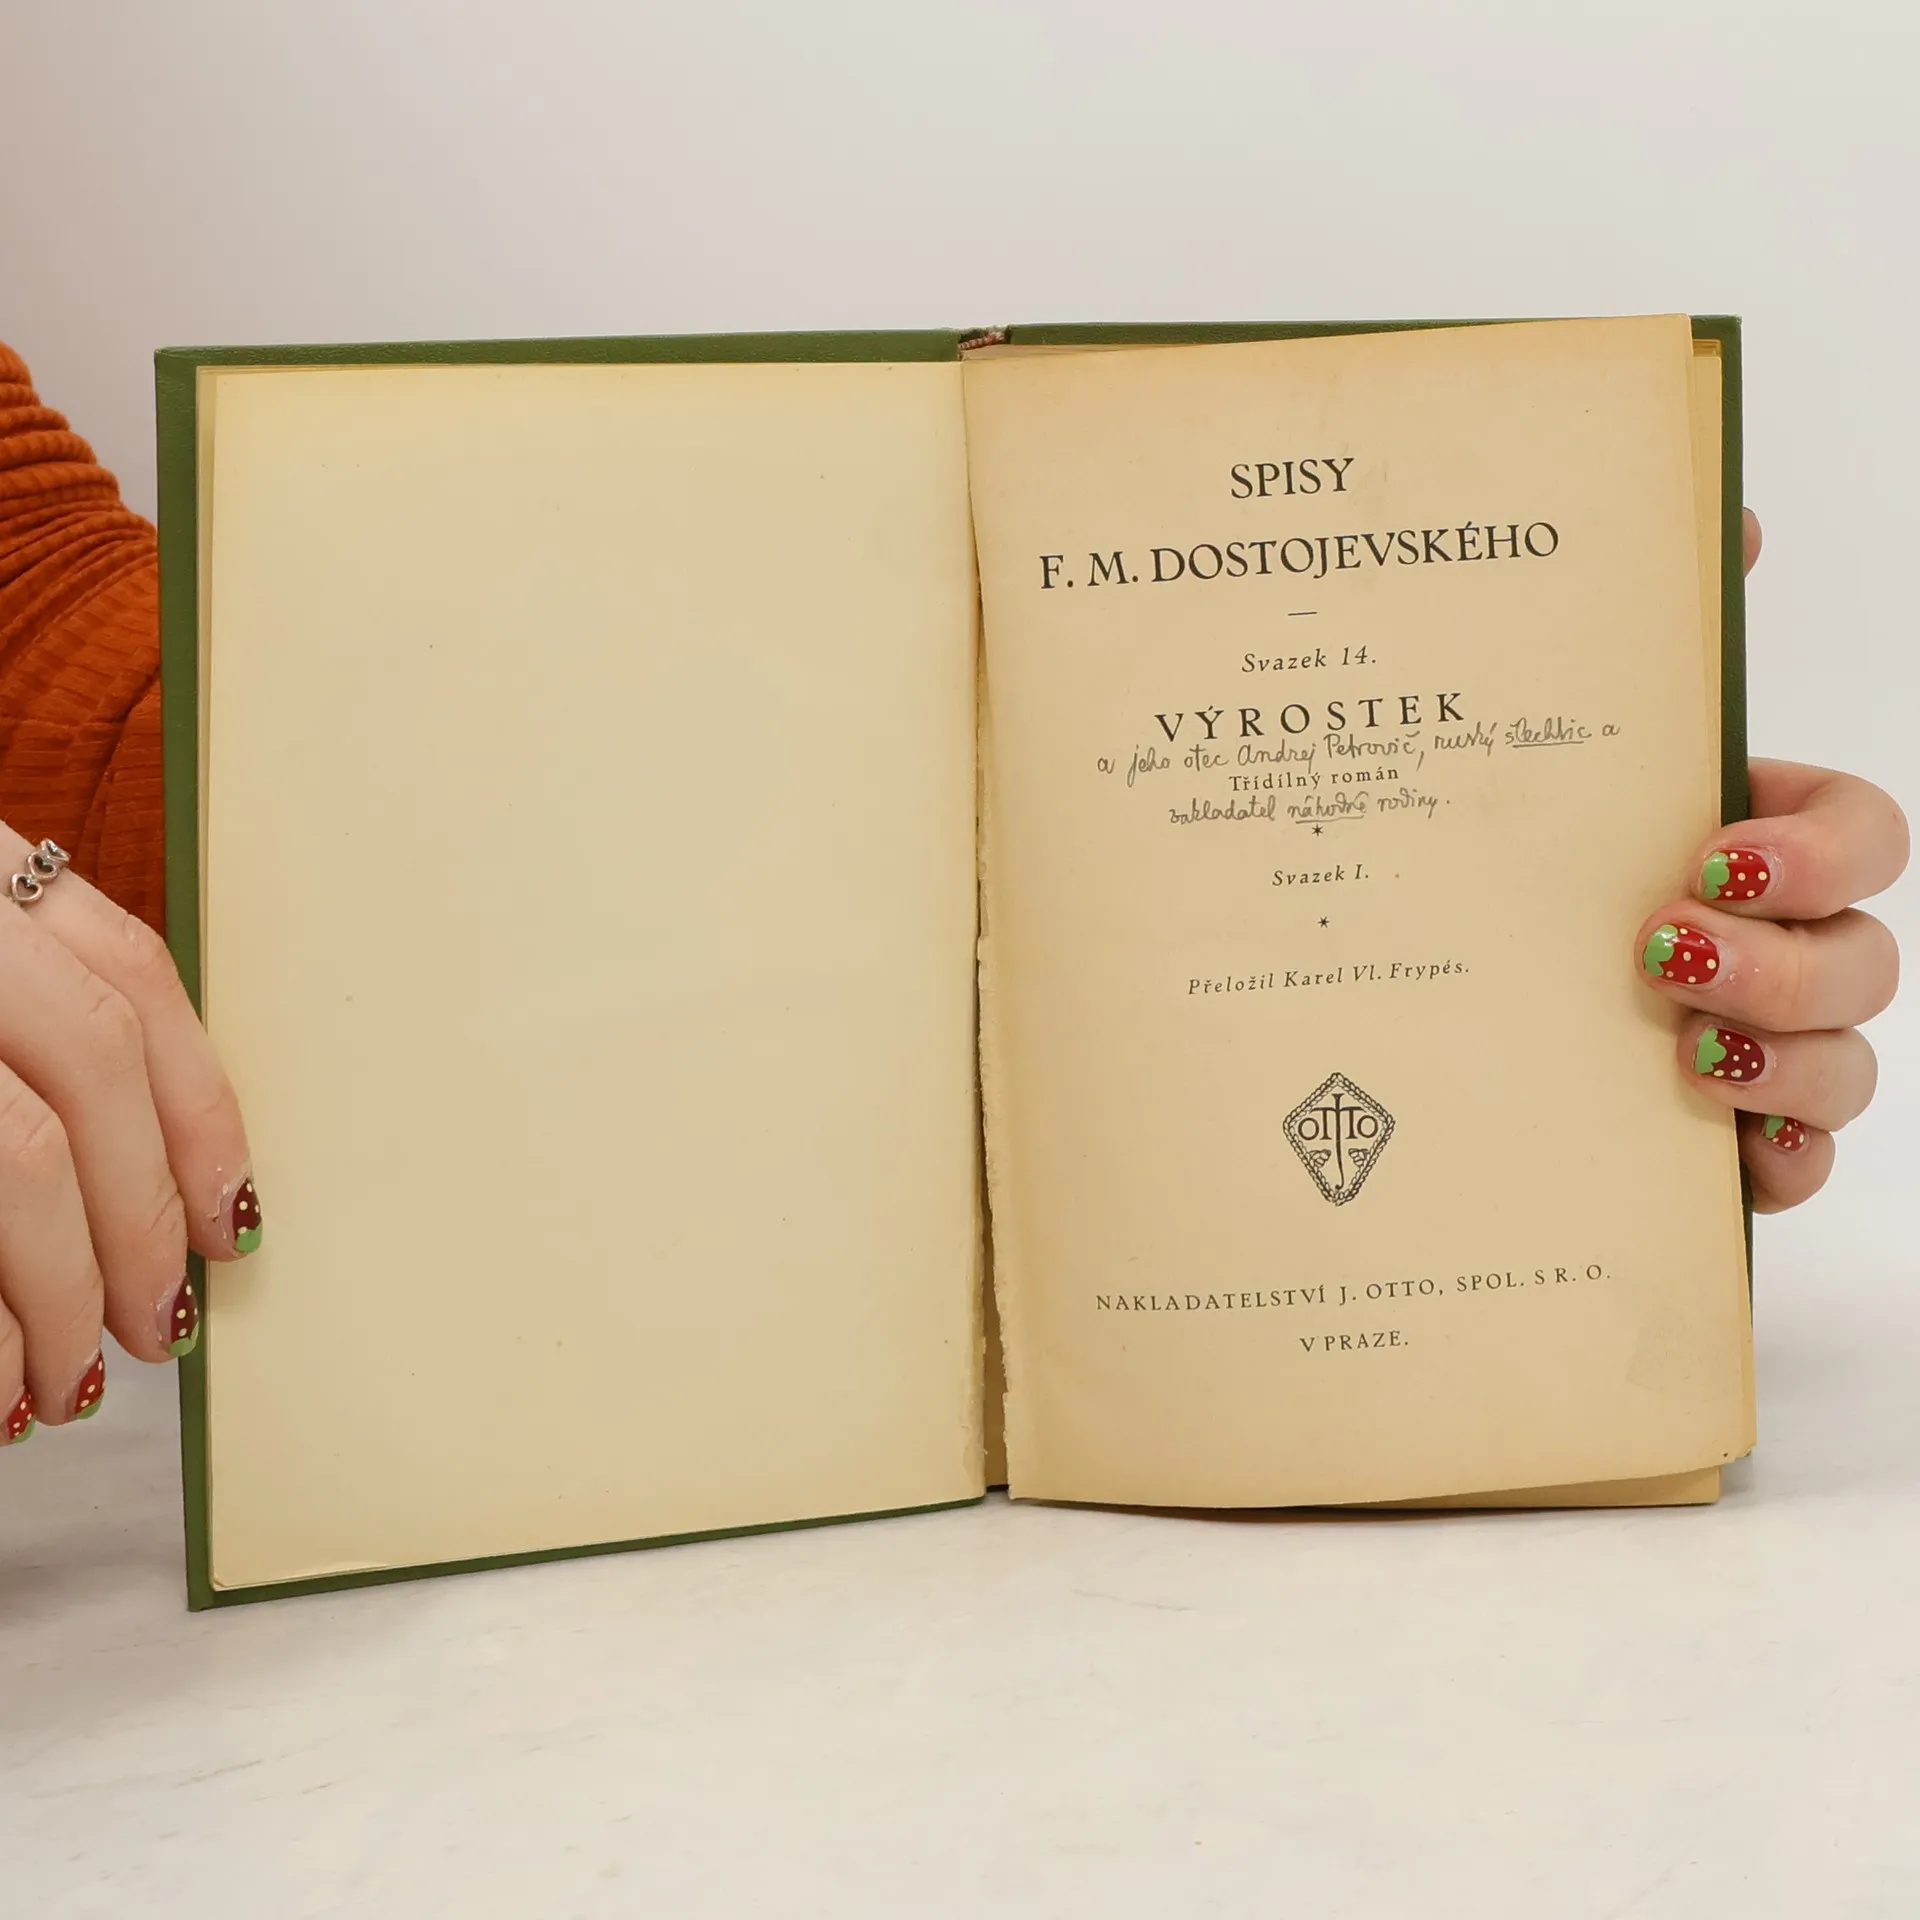 SPISY
F. M. DOSTOJEVSKÉHO
Svazek 14.
VÝROSTEK
a jeho otec Andrej Petrovič, ruský šlechtic a
Třídílný román
zakladatel náhodné rodiny.
*
Svazek I.
*
Přeložil Karel Vl. Frypés.
OTTO
NAKLADATELSTVÍ J. OTTO, SPOL. S R. O.
V PRAZE.